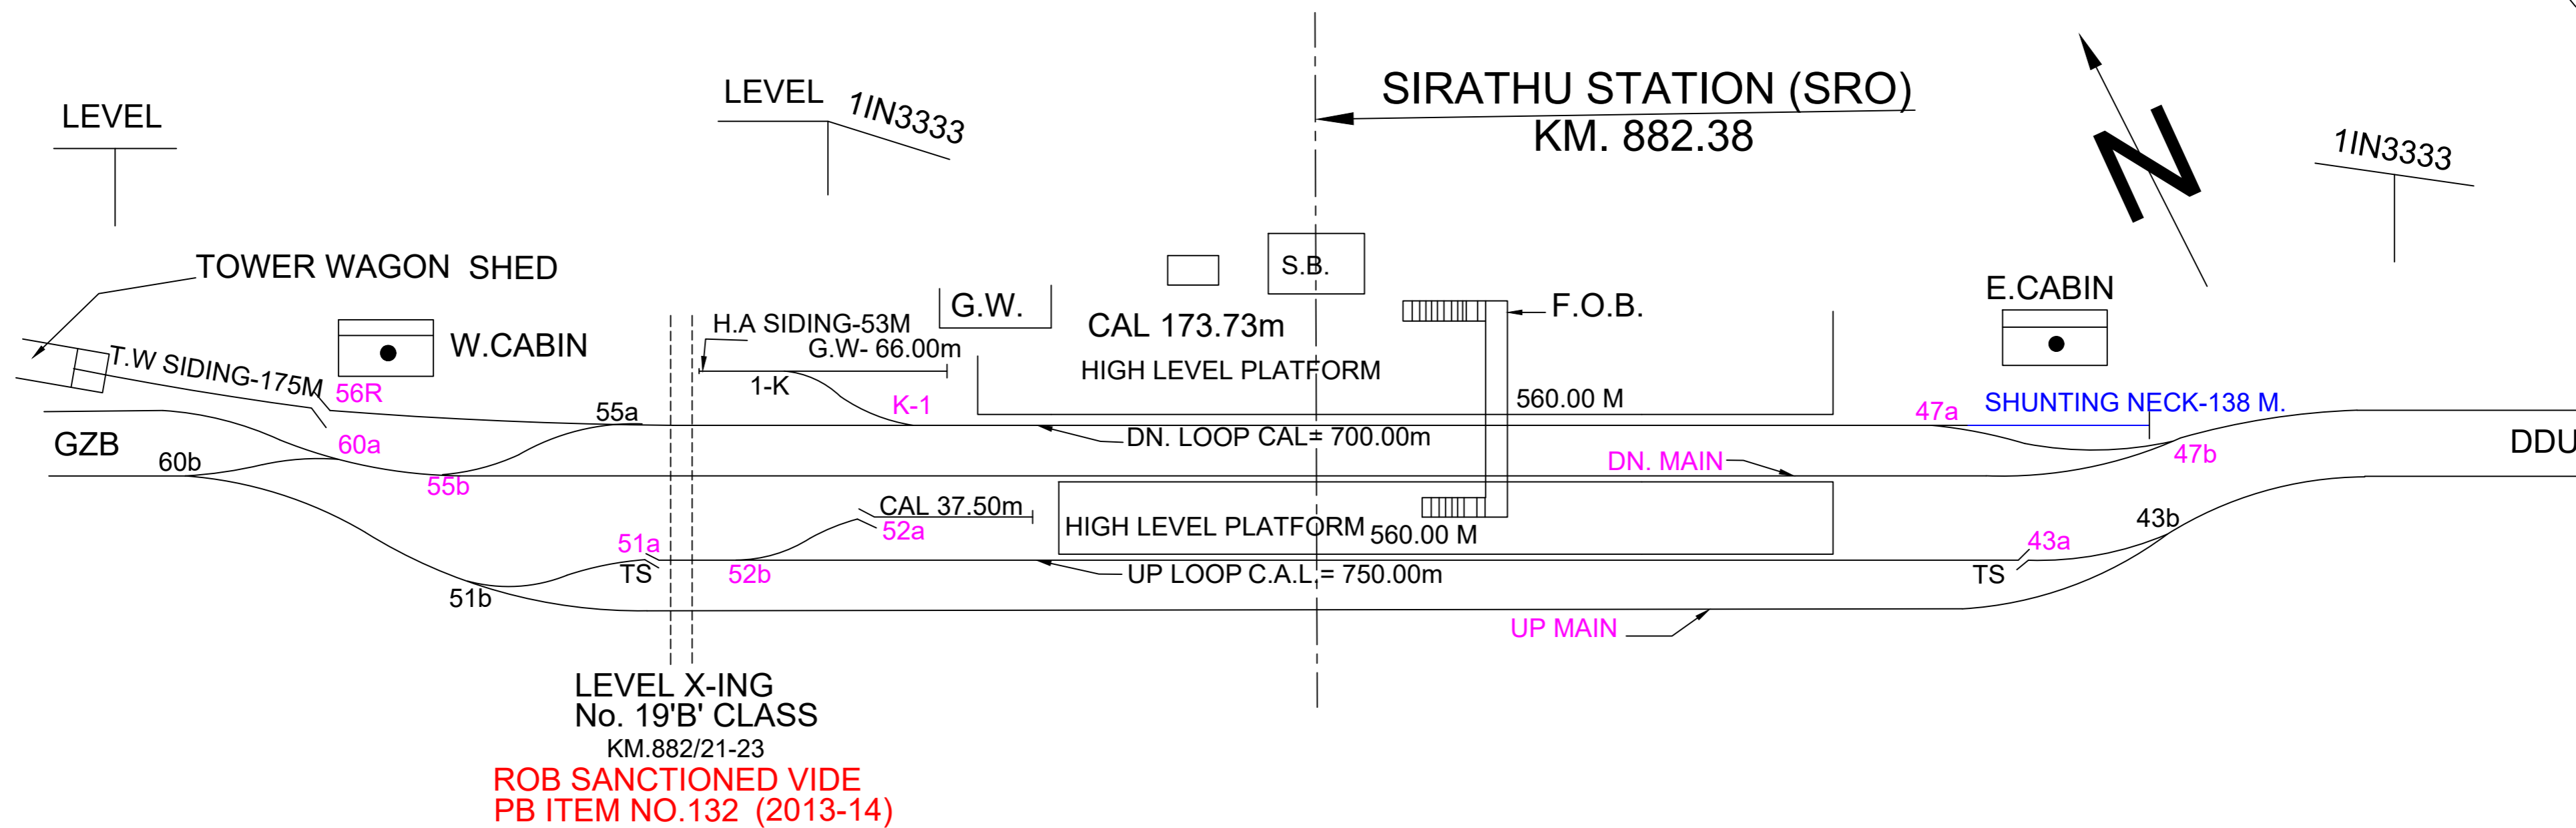 LEVEL
LEVEL
1IN3333
SIRATHU STATION (SRO)
KM. 882.38
N
1IN3333
TOWER WAGON SHED
W.CABIN
T.W SIDING-175M
56R
H.A SIDING-53M
G.W- 66.00m
1-K
K-1
G.W.
S.B.
CAL 173.73m
HIGH LEVEL PLATFORM
F.O.B.
560.00 M
E.CABIN
47a
SHUNTING NECK-138 M.
55a
GZB
60a
60b
55b
DN. LOOP CAL= 700.00m
DN. MAIN
47b
DDU
CAL 37.50m
52a
HIGH LEVEL PLATFORM
560.00 M
43b
51a
TS
52b
UP LOOP C.A.L.= 750.00m
43a
TS
51b
UP MAIN
LEVEL X-ING
No. 19'B' CLASS
KM.882/21-23
ROB SANCTIONED VIDE
PB ITEM NO.132 (2013-14)